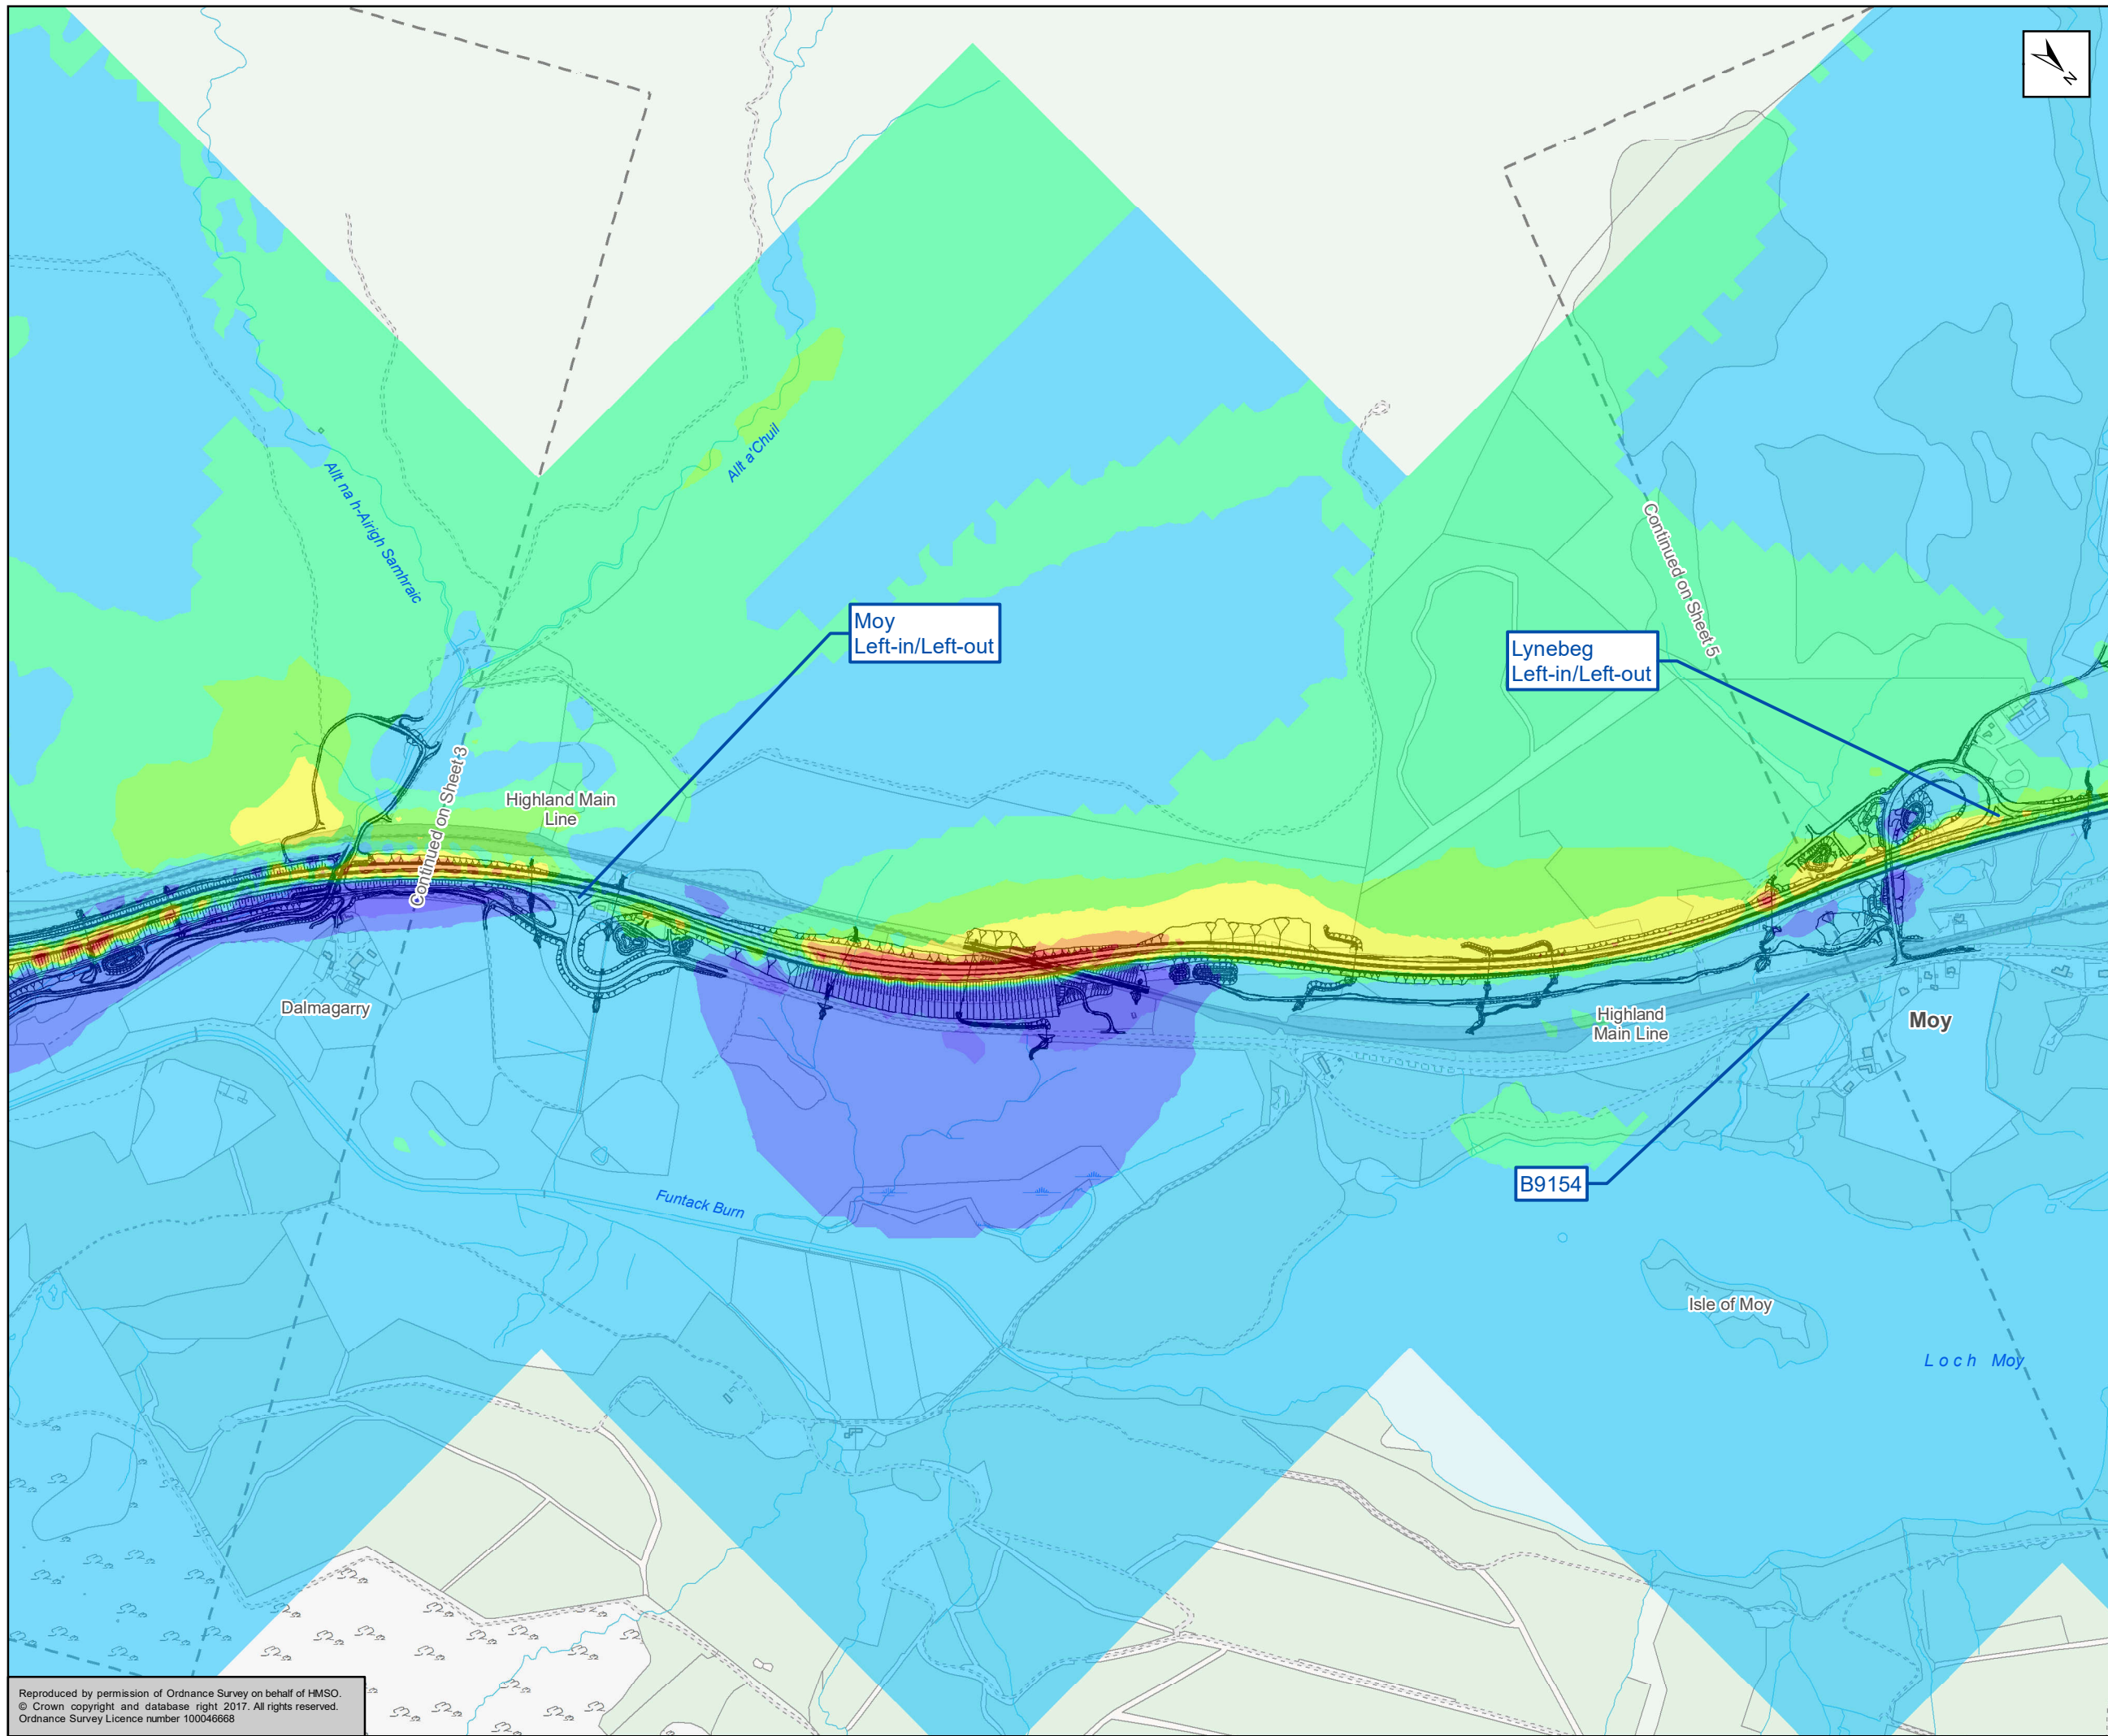 N
Allt na h-Airigh Samhraic
Allt a'Chuil
Continued on Sheet 5
Moy
Left-in/Left-out
Lynebeg
Left-in/Left-out
Continued on Sheet 3
Highland Main
Line
Dalmagarry
Highland
Main Line
Moy
B9154
Funtack Burn
Isle of Moy
Loch Moy
Reproduced by permission of Ordnance Survey on behalf of HMSO.
© Crown copyright and database right 2017. All rights reserved.
Ordnance Survey Licence number 100046668